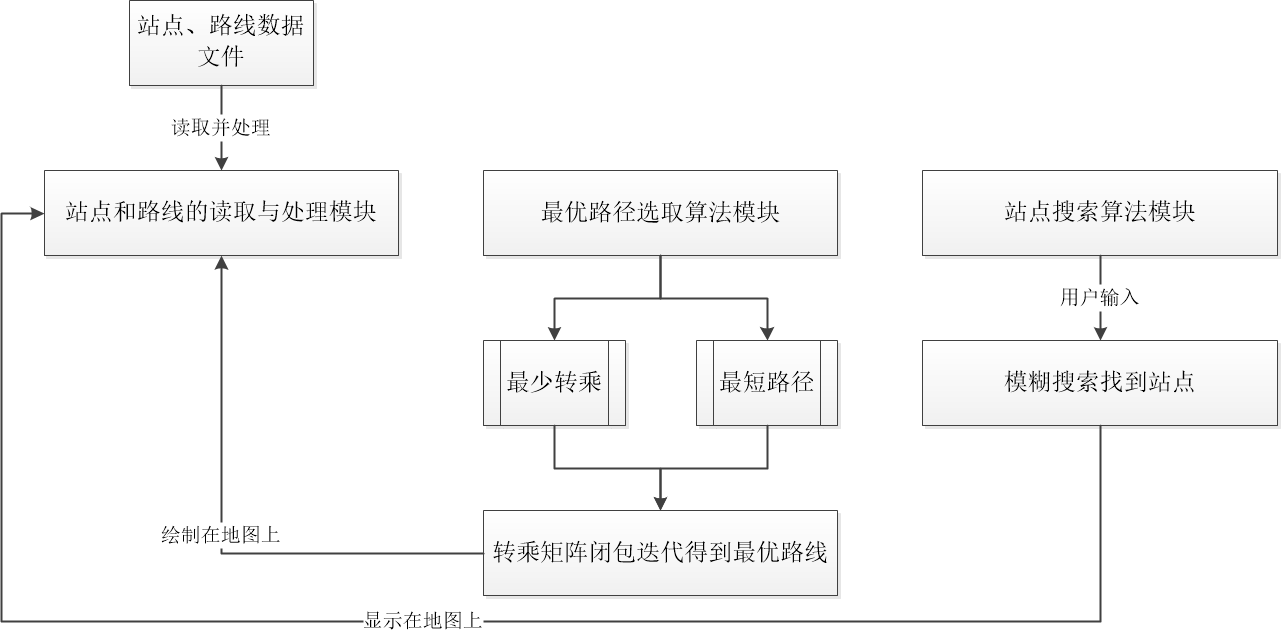 站点、路线数据
文件
读取并处理
站点和路线的读取与处理模块
最优路径选取算法模块
站点搜索算法模块
用户输入
最少转乘
最短路径
模糊搜索找到站点
绘制在地图上
转乘矩阵闭包迭代得到最优路线
显示在地图上